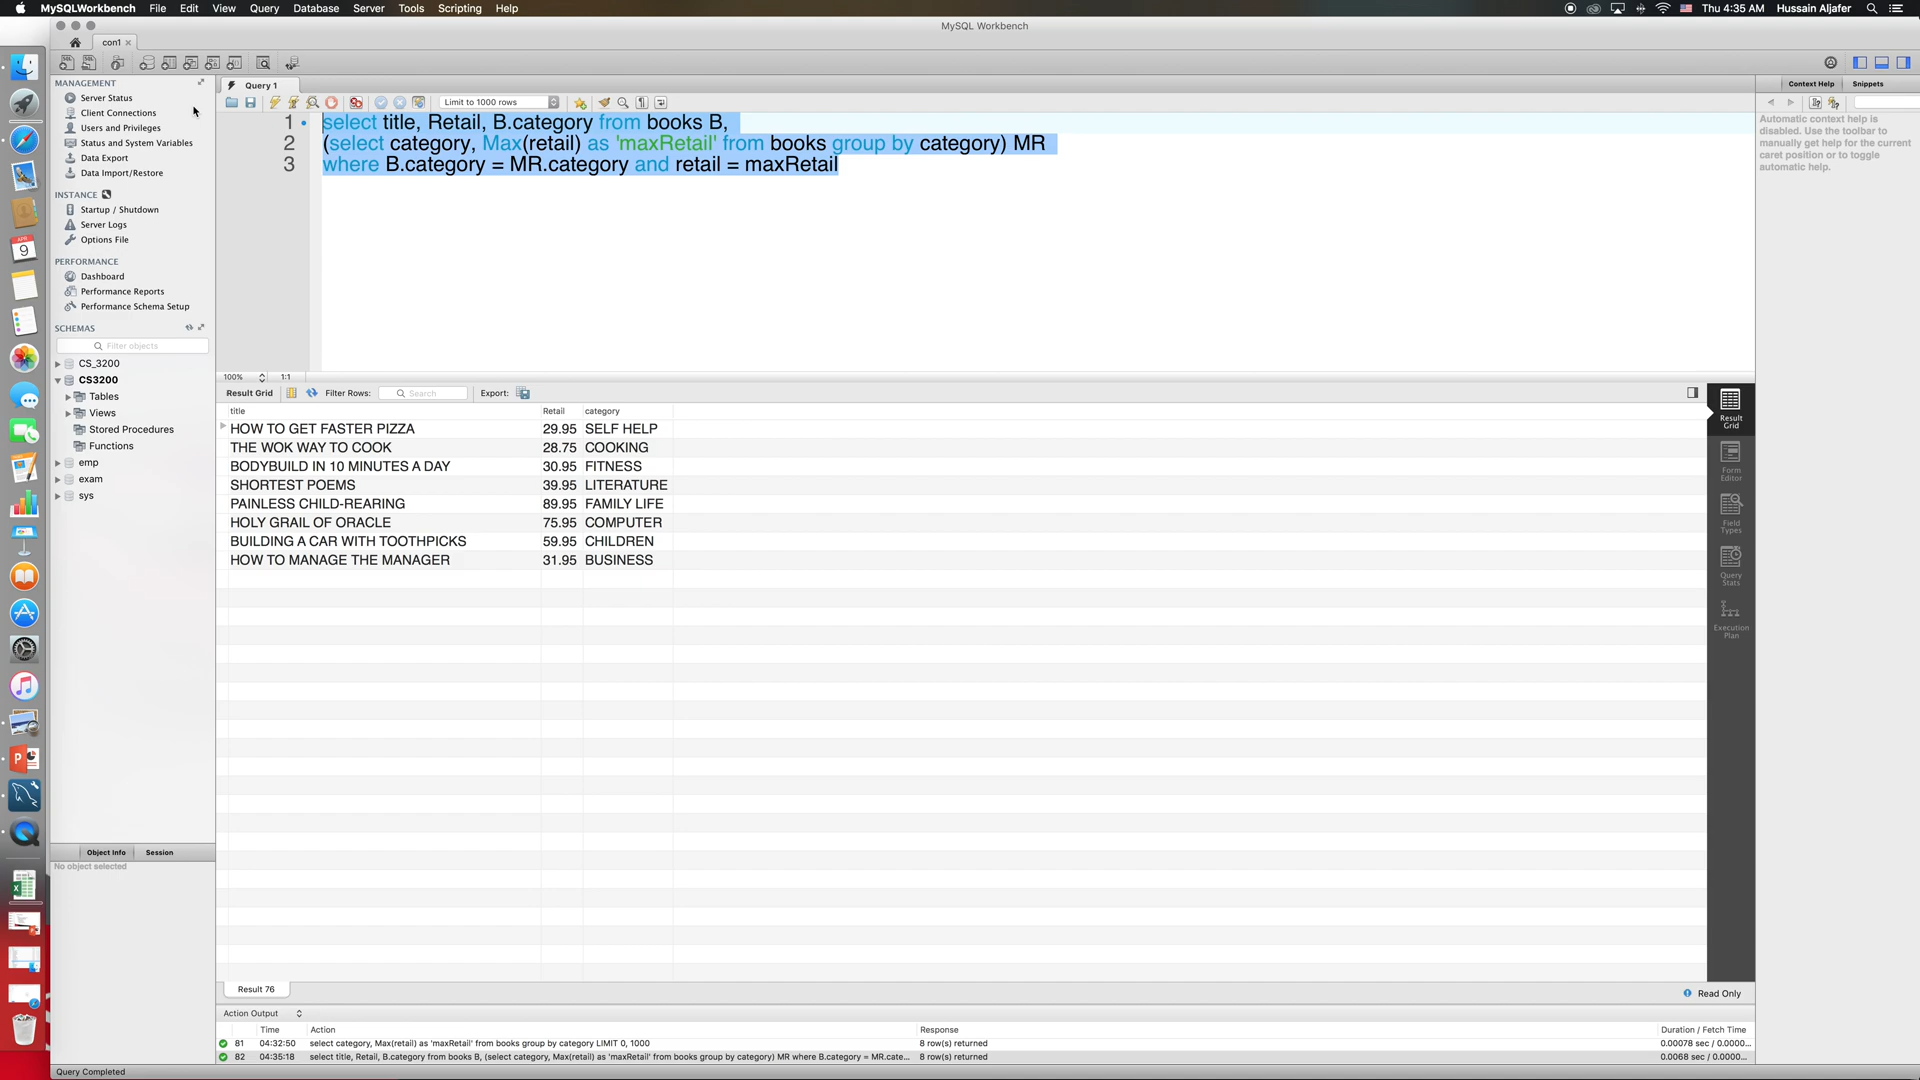 MySQLWorkbench File Edit View Query Database Server Tools Scripting Help
Thu 4:35 AM Hussain Aljafer
MySQL Workbench
con1
MANAGEMENT
Server Status
Client Connections
Users and Privileges
Status and System Variables
Data Export
Data Import/Restore
INSTANCE
Startup / Shutdown
Server Logs
Options File
PERFORMANCE
Dashboard
Performance Reports
Performance Schema Setup
SCHEMAS
Filter objects
CS_3200
CS3200
Tables
Views
Stored Procedures
Functions
emp
exam
sys
Object Info Session
No object selected
Query 1
Limit to 1000 rows
1 select title, Retail, B.category from books B,
2 (select category, Max(retail) as 'maxRetail' from books group by category) MR
3 where B.category = MR.category and retail = maxRetail
100% 1:1
Result Grid Filter Rows: Search Export:
title Retail category
HOW TO GET FASTER PIZZA 29.95 SELF HELP
THE WOK WAY TO COOK 28.75 COOKING
BODYBUILD IN 10 MINUTES A DAY 30.95 FITNESS
SHORTEST POEMS 39.95 LITERATURE
PAINLESS CHILD-REARING 89.95 FAMILY LIFE
HOLY GRAIL OF ORACLE 75.95 COMPUTER
BUILDING A CAR WITH TOOTHPICKS 59.95 CHILDREN
HOW TO MANAGE THE MANAGER 31.95 BUSINESS
Result
Grid
Form
Editor
Field
Types
Query
Stats
Execution
Plan
Context Help Snippets
Automatic context help is
disabled. Use the toolbar to
manually get help for the current
caret position or to toggle
automatic help.
Result 76
Read Only
Action Output
Time Action Response Duration / Fetch Time
81 04:32:50 select category, Max(retail) as 'maxRetail' from books group by category LIMIT 0, 1000 8 row(s) returned 0.00078 sec / 0.0000...
82 04:35:18 select title, Retail, B.category from books B, (select category, Max(retail) as 'maxRetail' from books group by category) MR where B.category = MR.cate... 8 row(s) returned 0.0068 sec / 0.0000...
Query Completed
APR
9